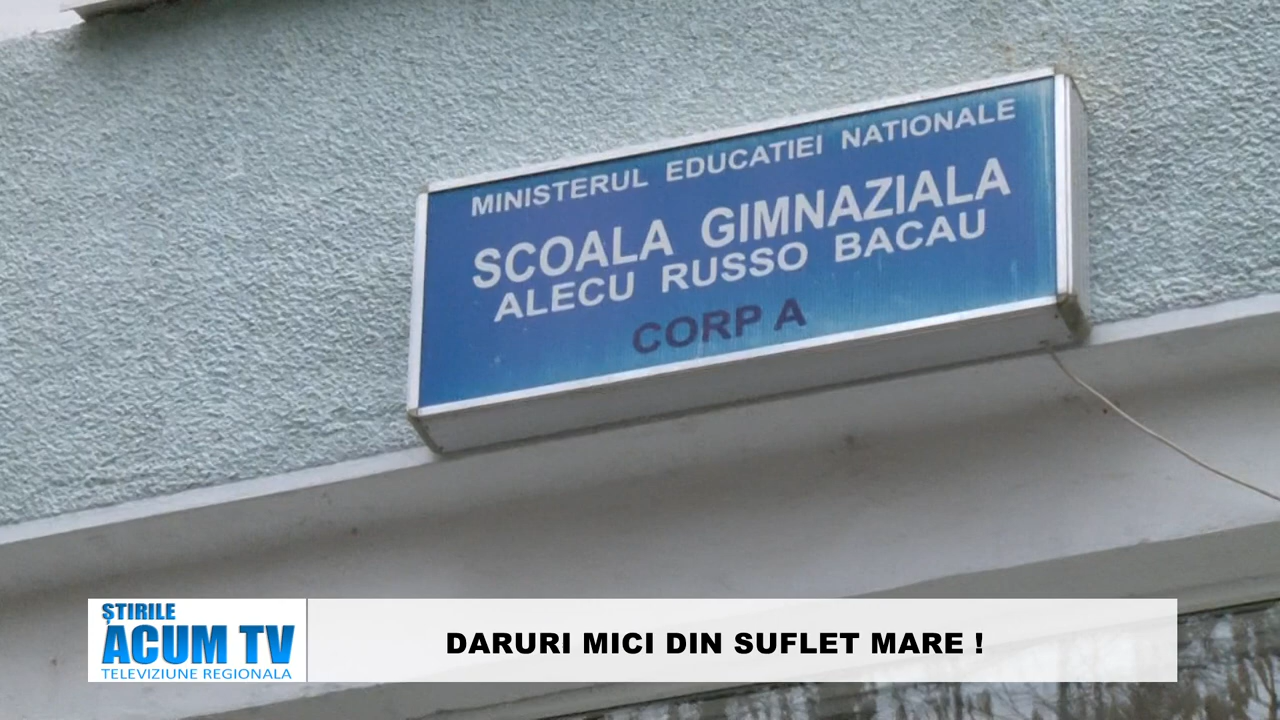 MINISTERUL EDUCATIEI NATIONALE
SCOALA GIMNAZIALA
ALECU RUSSO BACAU
CORP A
ȘTIRILE
ACUM TV
TELEVIZIUNE REGIONALA
DARURI MICI DIN SUFLET MARE !